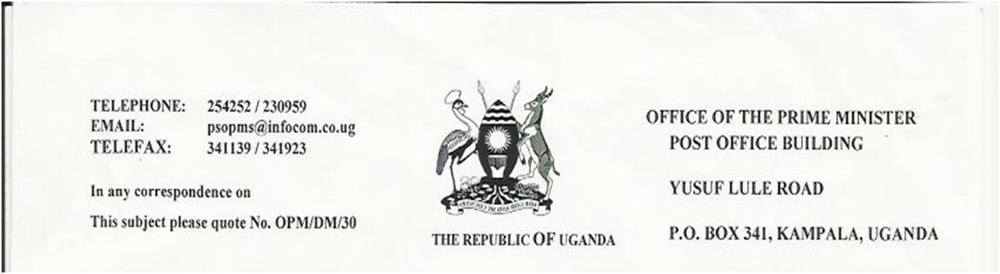 TELEPHONE: 254252 / 230959
EMAIL: psopms@infocom.co.ug
TELEFAX: 341139 / 341923
In any correspondence on
This subject please quote No. OPM/DM/30
THE REPUBLIC OF UGANDA
OFFICE OF THE PRIME MINISTER
POST OFFICE BUILDING
YUSUF LULE ROAD
P.O. BOX 341, KAMPALA, UGANDA